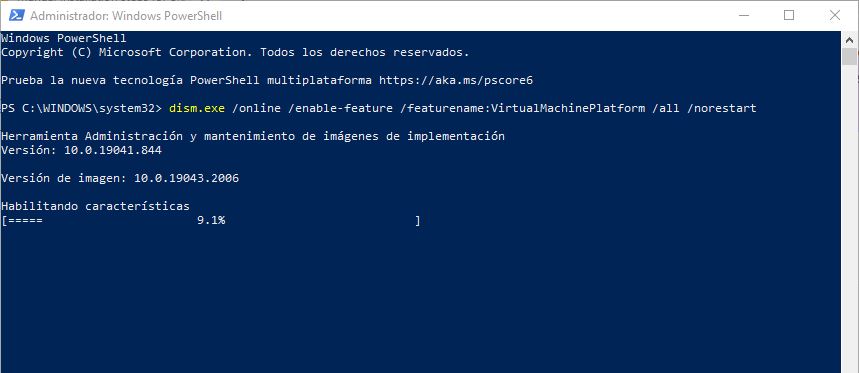 Administrador: Windows PowerShell
Windows PowerShell
Copyright (C) Microsoft Corporation. Todos los derechos reservados.
Prueba la nueva tecnología PowerShell multiplataforma https://aka.ms/pscore6
PS C:\WINDOWS\system32> dism.exe /online /enable-feature /featurename:VirtualMachinePlatform /all /norestart
Herramienta Administración y mantenimiento de imágenes de implementación
Versión: 10.0.19041.844
Versión de imagen: 10.0.19043.2006
Habilitando características
[===== 9.1% ]